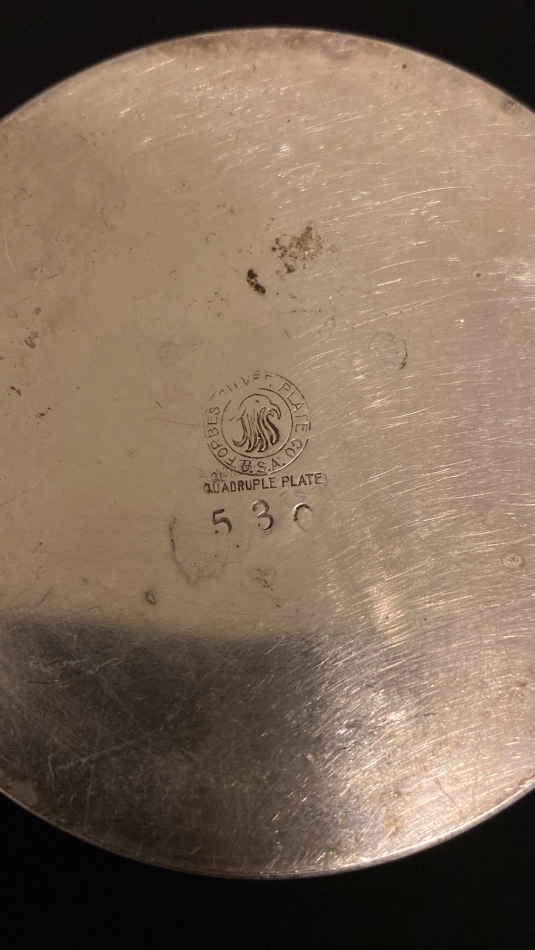 FORBES SILVER PLATE CO.
U.S.A.
QUADRUPLE PLATE
53